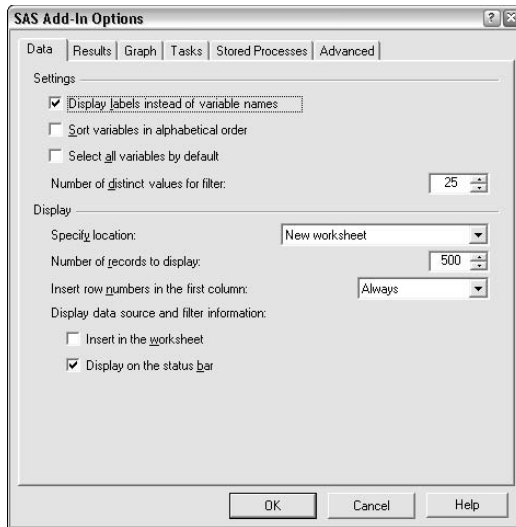 SAS Add-In Options
Data Results Graph Tasks Stored Processes Advanced
Settings
Display labels instead of variable names
Sort variables in alphabetical order
Select all variables by default
Number of distinct values for filter: 25
Display
Specify location: New worksheet
Number of records to display: 500
Insert row numbers in the first column: Always
Display data source and filter information:
Insert in the worksheet
Display on the status bar
OK Cancel Help